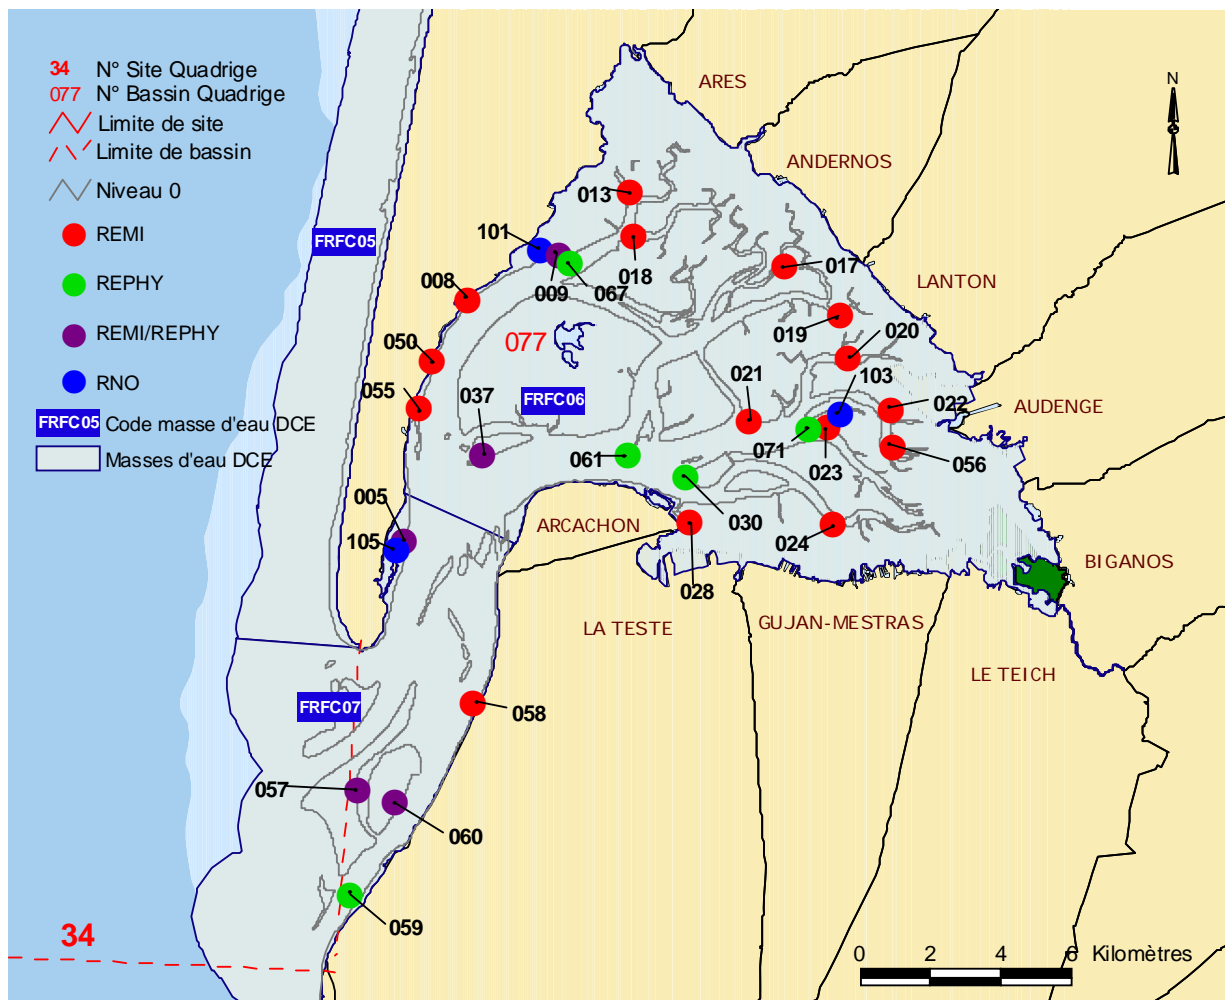 34 N° Site Quadrige
077 N° Bassin Quadrige
Limite de site
Limite de bassin
Niveau 0
REMI
REPHY
REMI/REPHY
RNO
FRFC05 Code masse d'eau DCE
Masses d'eau DCE
FRFC05
ARES
N
ANDERNOS
013
101
018
017
009
067
LANTON
008
019
020
077
050
103
055
037
FRFC06
021
022
AUDENGE
061
071
023
056
005
105
ARCACHON
030
024
BIGANOS
028
LA TESTE
GUJAN-MESTRAS
LE TEICH
FRFC07
058
057
060
059
34
0 2 4 6 Kilomètres